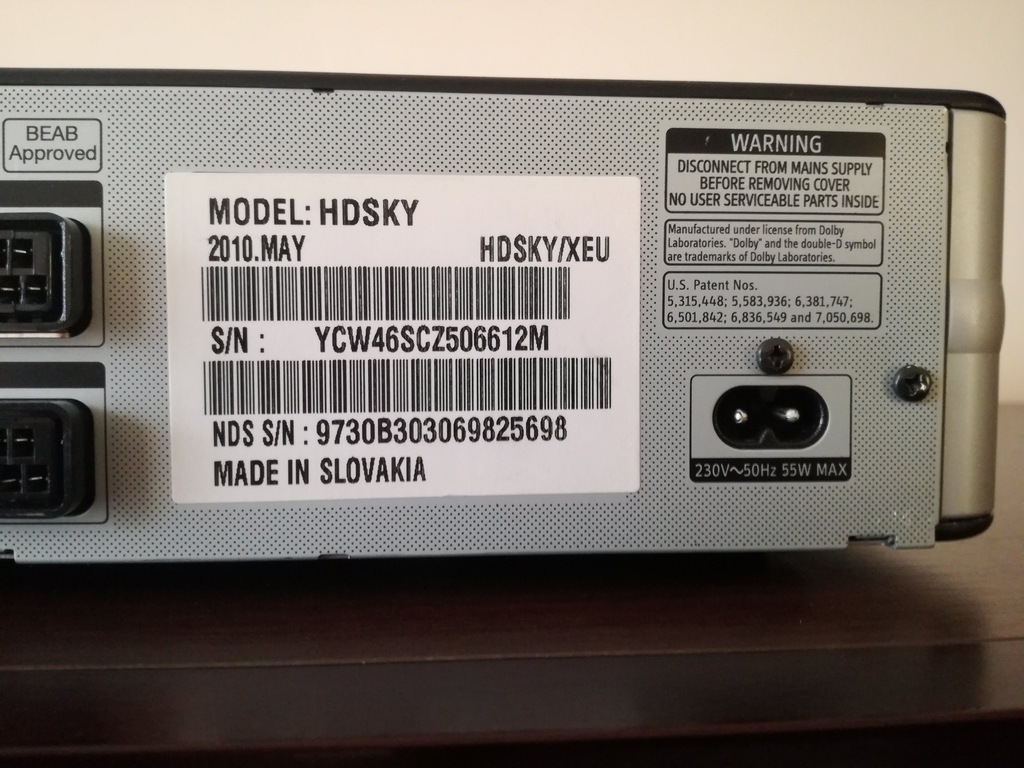 BEAB
Approved
MODEL: HDSKY
2010.MAY HDSKY/XEU
S/N : YCW46SCZ506612M
NDS S/N : 9730B303069825698
MADE IN SLOVAKIA
WARNING
DISCONNECT FROM MAINS SUPPLY
BEFORE REMOVING COVER
NO USER SERVICEABLE PARTS INSIDE
Manufactured under license from Dolby
Laboratories. "Dolby" and the double-D symbol
are trademarks of Dolby Laboratories.
U.S. Patent Nos.
5,315,448; 5,583,936; 6,381,747;
6,501,842; 6,836,549 and 7,050,698.
230V~50Hz 55W MAX